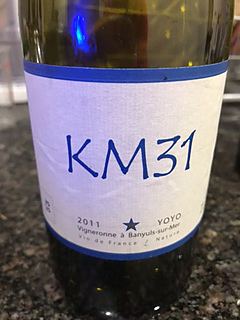 KM31
2011 YOYO
Vigneronne à Banyuls-sur-Mer
Vin de France / Nature